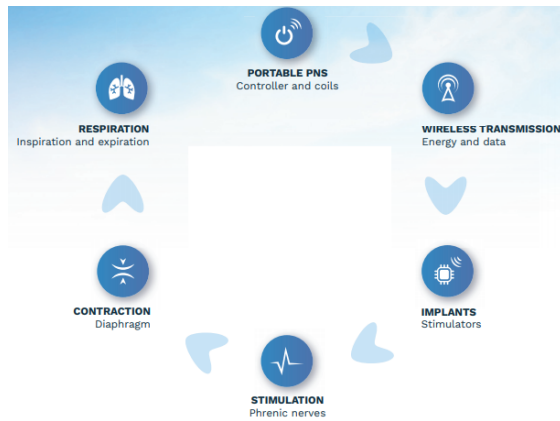 PORTABLE PNS
Controller and coils
WIRELESS TRANSMISSION
Energy and data
IMPLANTS
Stimulators
STIMULATION
Phrenic nerves
CONTRACTION
Diaphragm
RESPIRATION
Inspiration and expiration